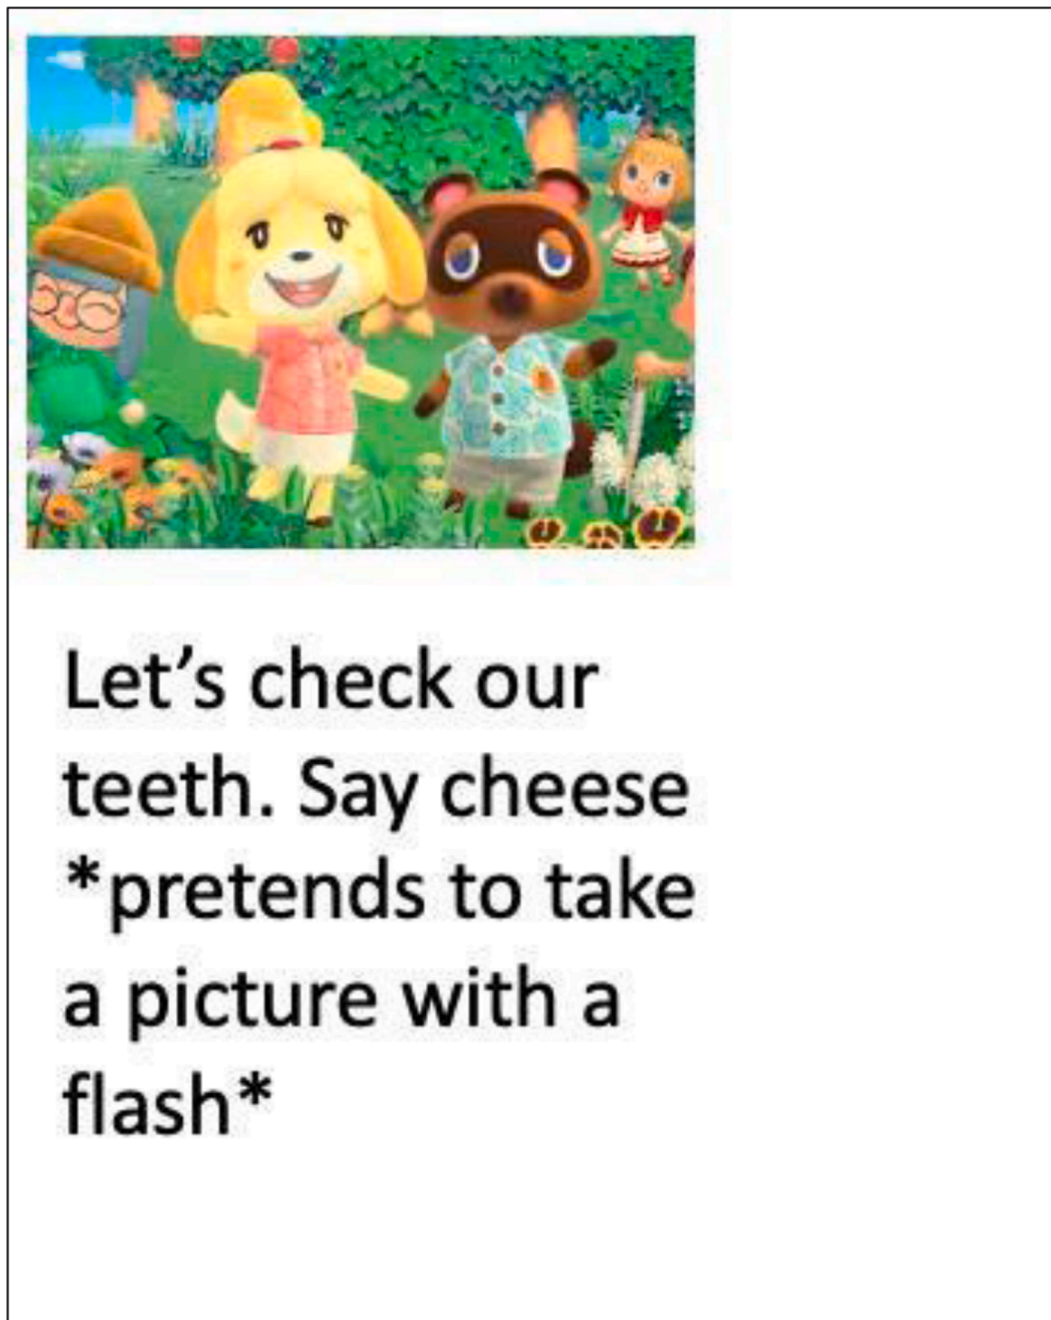 Let’s check our
teeth. Say cheese
*pretends to take
a picture with a
flash*